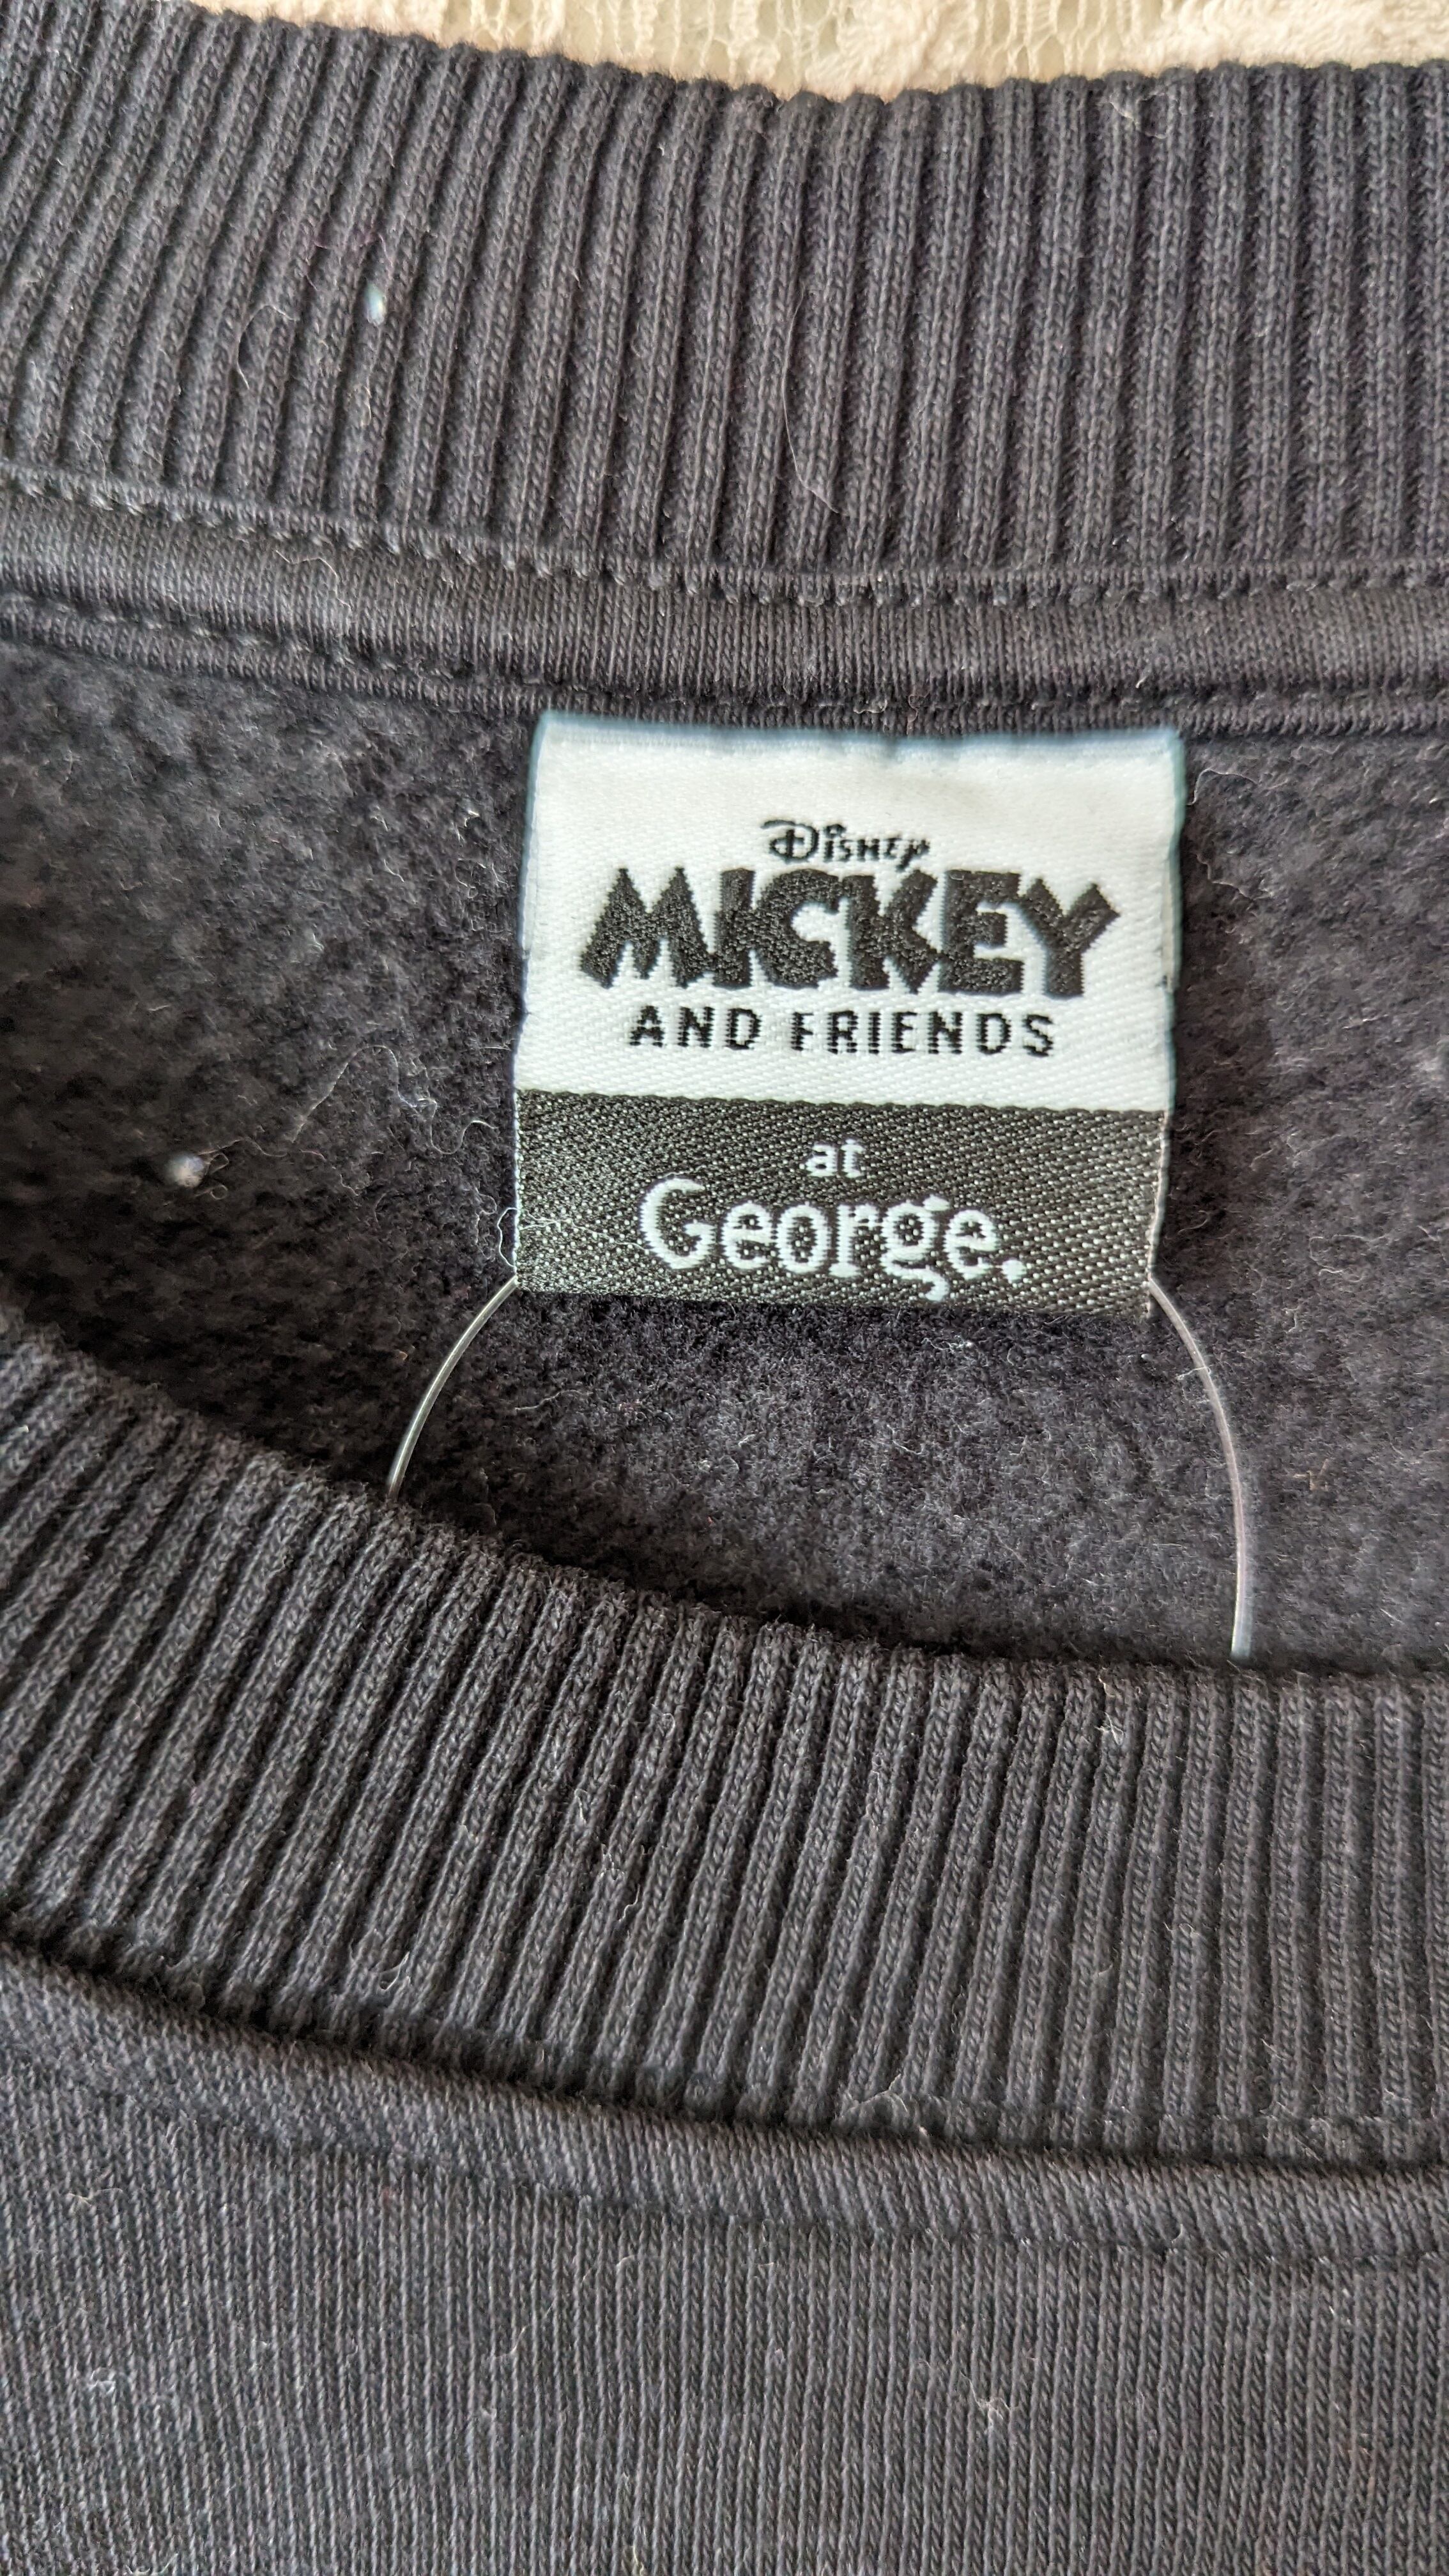 Disney
MICKEY
AND FRIENDS
at
George.